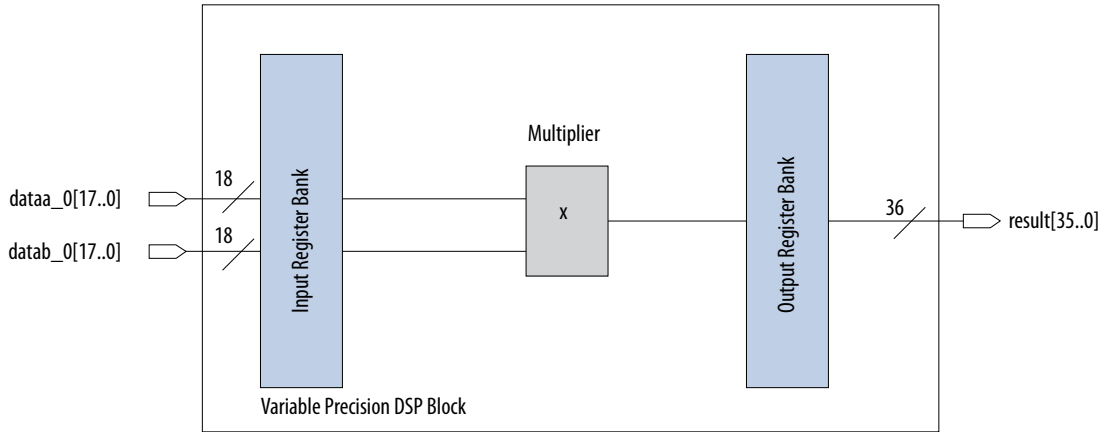 Multiplier
18
dataa_0[17..0]
x
36
result[35..0]
18
datab_0[17..0]
Input Register Bank
Output Register Bank
Variable Precision DSP Block